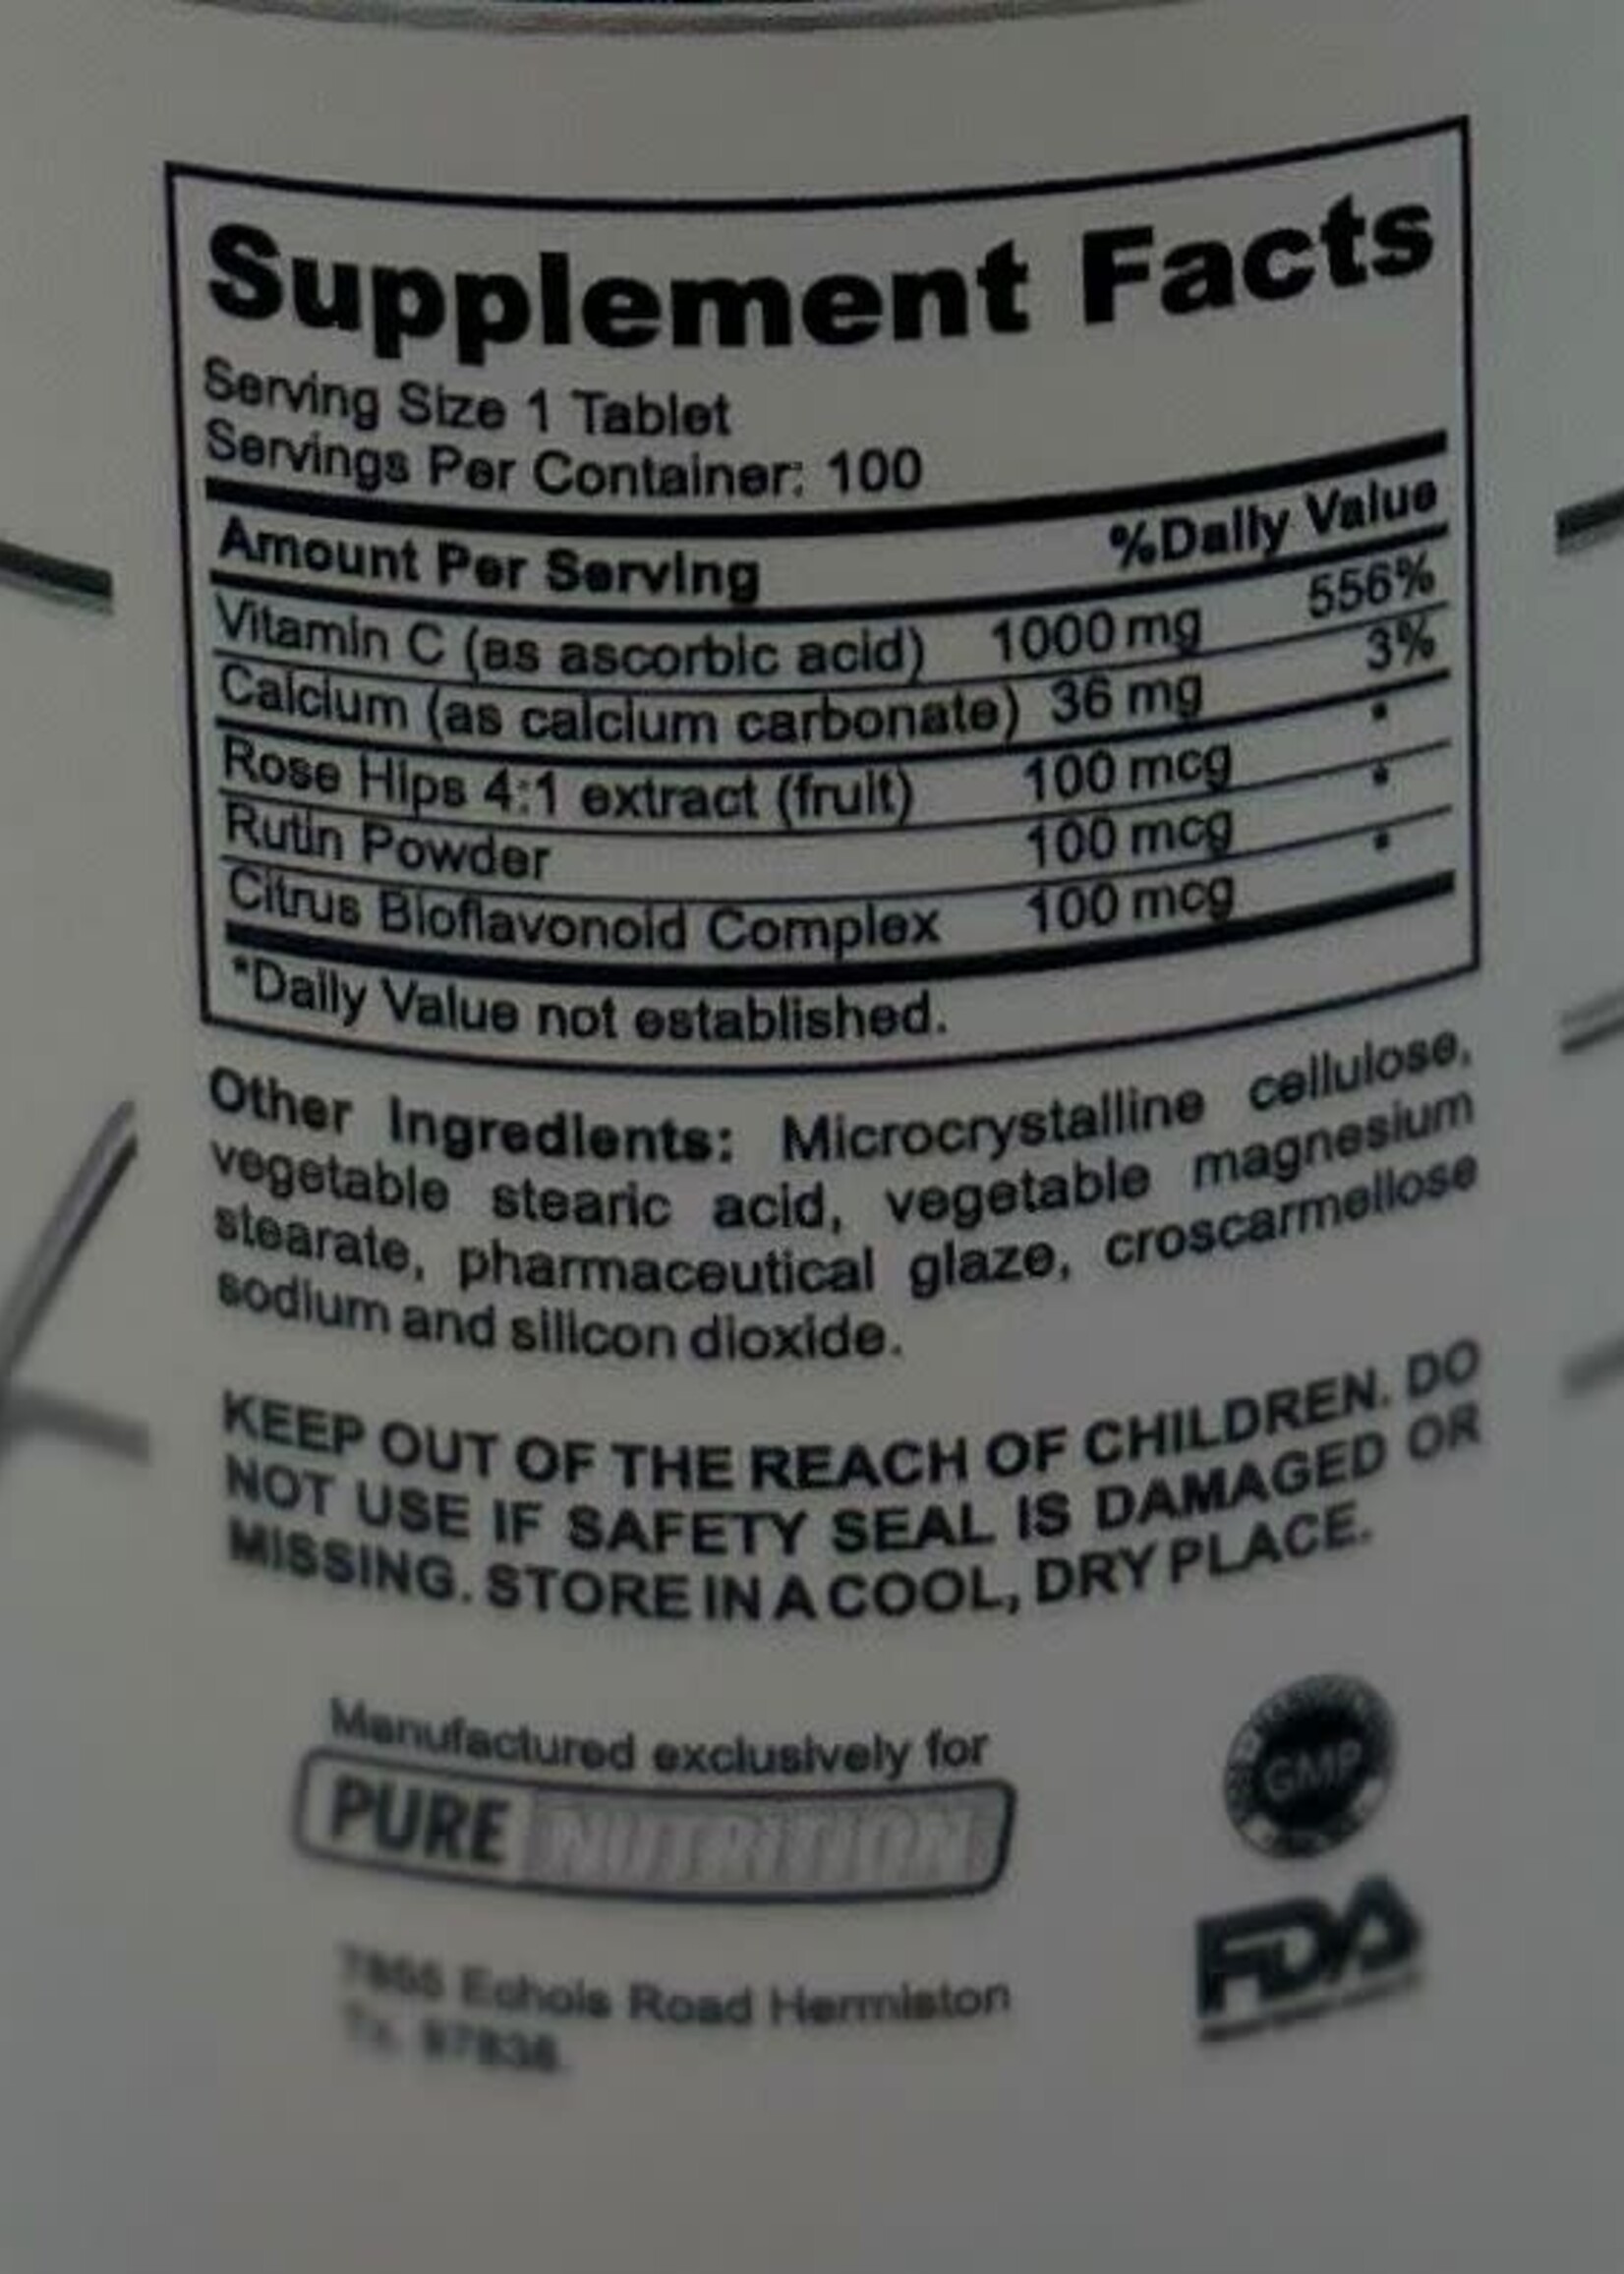 Supplement Facts
Serving Size 1 Tablet
Servings Per Container: 100
Amount Per Serving %Daily Value
Vitamin C (as ascorbic acid) 1000 mg 556%
Calcium (as calcium carbonate) 36 mg 3%
Rose Hips 4:1 extract (fruit) 100 mcg *
Rutin Powder 100 mcg *
Citrus Bioflavonoid Complex 100 mcg *
*Daily Value not established.
Other Ingredients: Microcrystalline cellulose,
vegetable stearic acid, vegetable magnesium
stearate, pharmaceutical glaze, croscarmellose
sodium and silicon dioxide.
KEEP OUT OF THE REACH OF CHILDREN. DO
NOT USE IF SAFETY SEAL IS DAMAGED OR
MISSING. STORE IN A COOL, DRY PLACE.
Manufactured exclusively for
PURE NUTRITION
GMP
FDA
Echols Road Hermiston
97838